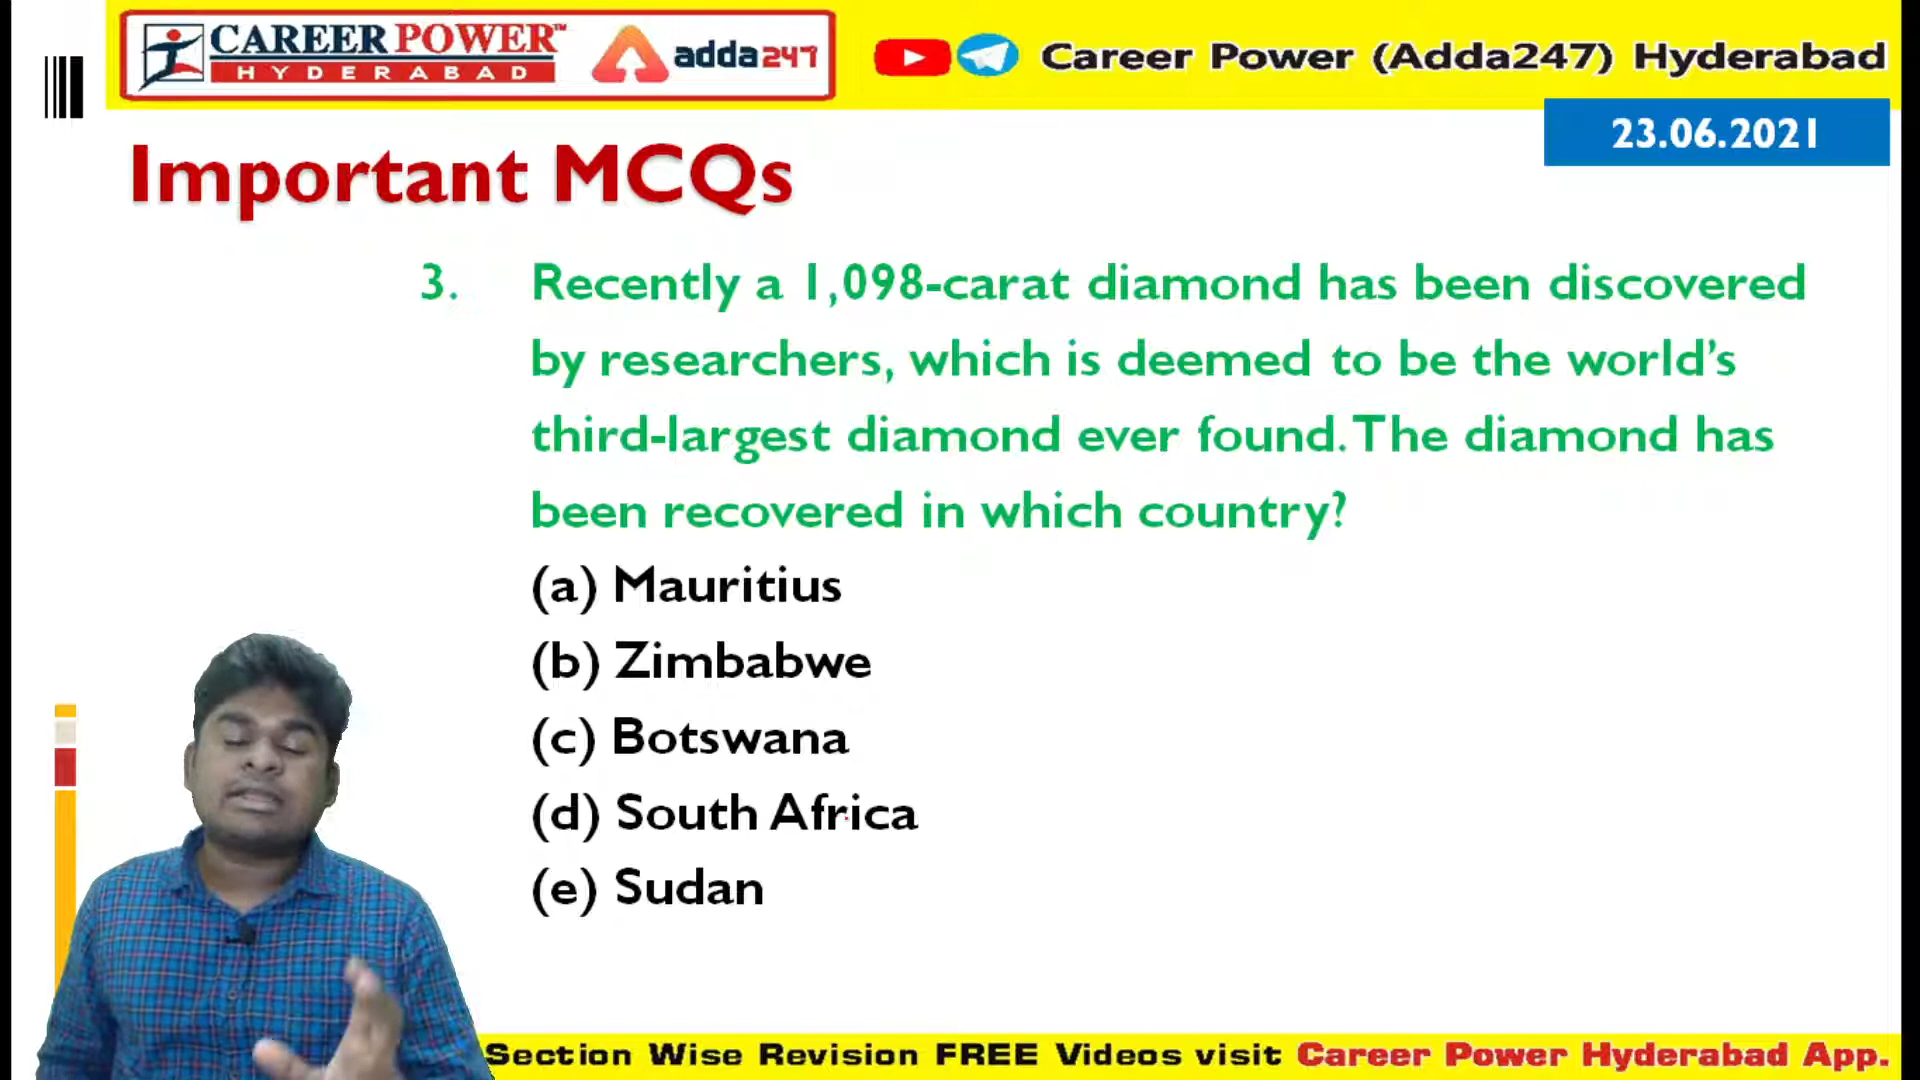 CAREER POWER™
HYDERABAD
adda247
Career Power (Adda247) Hyderabad
23.06.2021
Important MCQs
3. Recently a 1,098-carat diamond has been discovered
by researchers, which is deemed to be the world’s
third-largest diamond ever found. The diamond has
been recovered in which country?
(a) Mauritius
(b) Zimbabwe
(c) Botswana
(d) South Africa
(e) Sudan
Section Wise Revision FREE Videos visit Career Power Hyderabad App.